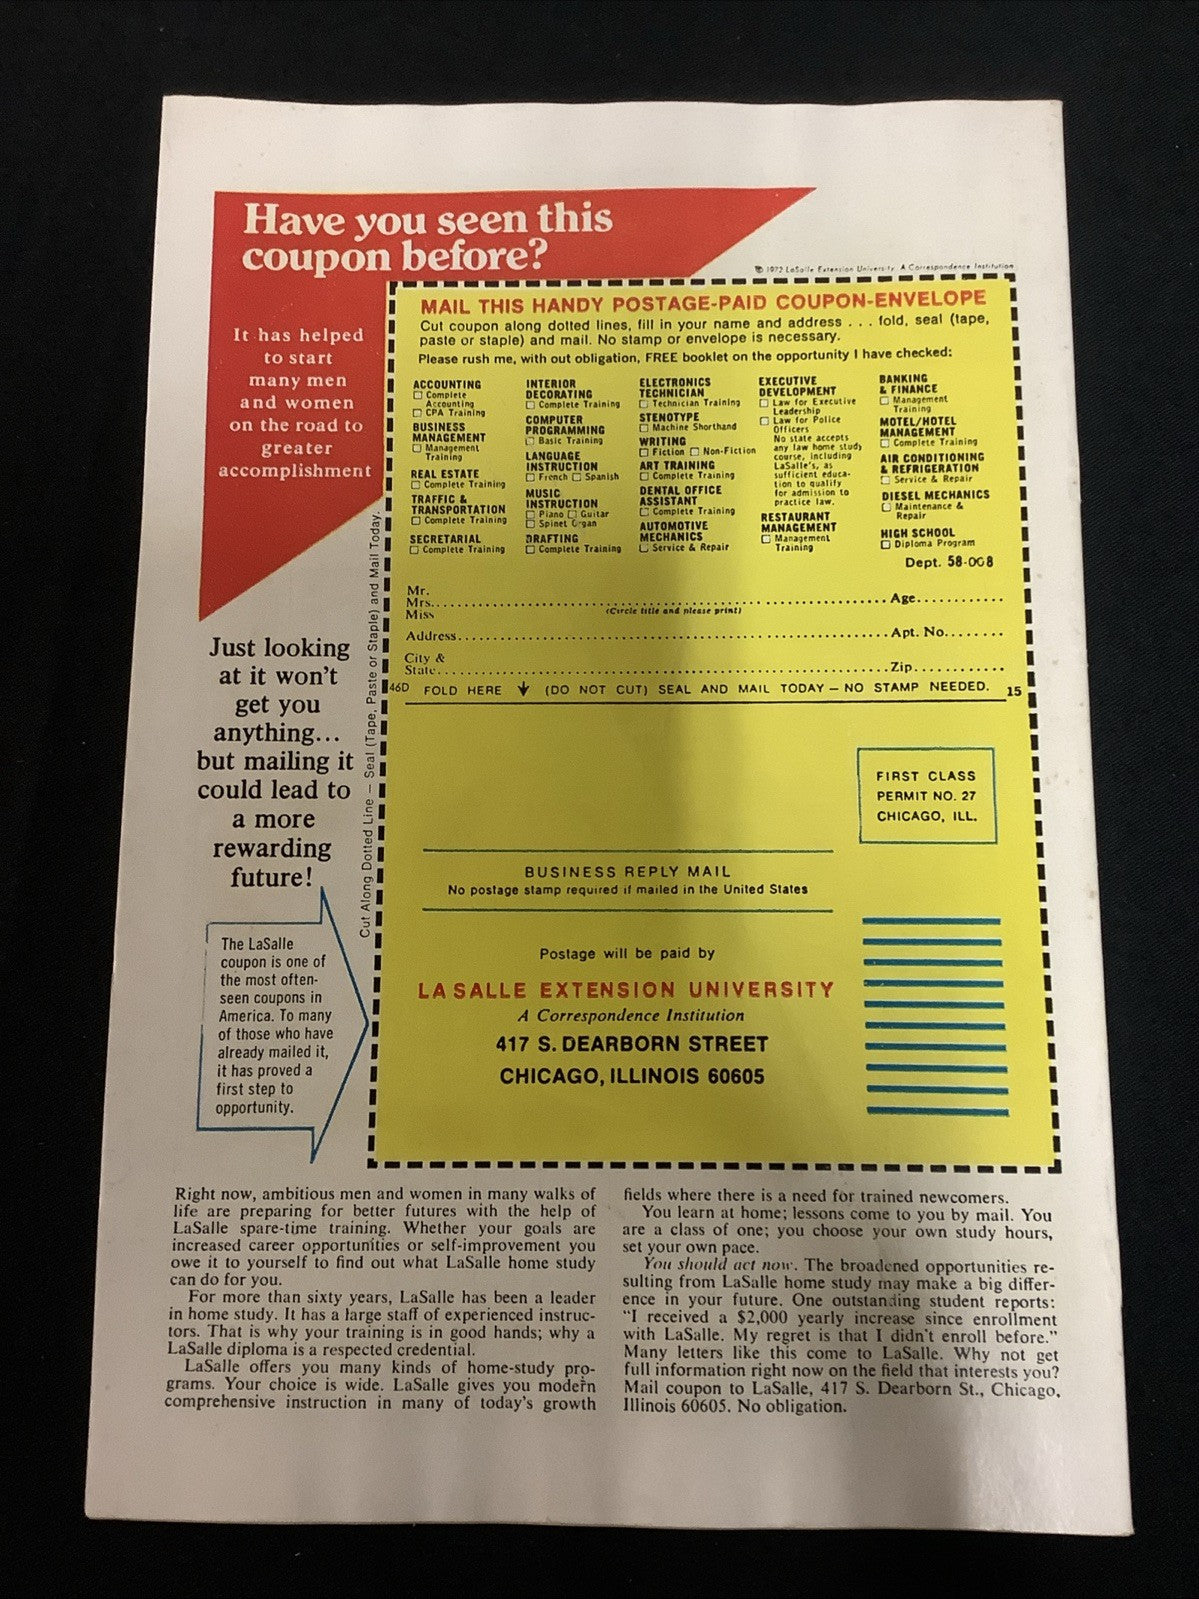 Have you seen this
coupon before?
It has helped
to start
many men
and women
on the road to
greater
accomplishment
Just looking
at it won't
get you
anything...
but mailing it
could lead to
a more
rewarding
future!
The LaSalle
coupon is one of
the most often-
seen coupons in
America. To many
of those who have
already mailed it,
it has proved a
first step to
opportunity.
Cut Along Dotted Line — Seal (Tape, Paste or Staple) and Mail Today.
© 1972 LaSalle Extension University A Correspondence Institution
MAIL THIS HANDY POSTAGE-PAID COUPON-ENVELOPE
Cut coupon along dotted lines, fill in your name and address . . . fold, seal (tape,
paste or staple) and mail. No stamp or envelope is necessary.
Please rush me, with out obligation, FREE booklet on the opportunity I have checked:
ACCOUNTING
☐ Complete
Accounting
☐ CPA Training
BUSINESS
MANAGEMENT
☐ Management
Training
REAL ESTATE
☐ Complete Training
TRAFFIC &
TRANSPORTATION
☐ Complete Training
SECRETARIAL
☐ Complete Training
INTERIOR
DECORATING
☐ Complete Training
COMPUTER
PROGRAMMING
☐ Basic Training
LANGUAGE
INSTRUCTION
☐ French ☐ Spanish
MUSIC
INSTRUCTION
☐ Piano ☐ Guitar
☐ Spinet Organ
DRAFTING
☐ Complete Training
ELECTRONICS
TECHNICIAN
☐ Technician Training
STENOTYPE
☐ Machine Shorthand
WRITING
☐ Fiction ☐ Non-Fiction
ART TRAINING
☐ Complete Training
DENTAL OFFICE
ASSISTANT
☐ Complete Training
AUTOMOTIVE
MECHANICS
☐ Service & Repair
EXECUTIVE
DEVELOPMENT
☐ Law for Executive
Leadership
☐ Law for Police
Officers
No state accepts
any law home study
course, including
LaSalle's, as
sufficient educa-
tion to qualify
for admission to
practice law.
RESTAURANT
MANAGEMENT
☐ Management
Training
BANKING
& FINANCE
☐ Management
Training
MOTEL/HOTEL
MANAGEMENT
☐ Complete Training
AIR CONDITIONING
& REFRIGERATION
☐ Service & Repair
DIESEL MECHANICS
☐ Maintenance &
Repair
HIGH SCHOOL
☐ Diploma Program
Dept. 58-008
Mr.
Mrs. Age
Miss (Circle title and please print)
Address Apt. No.
City &
State Zip
46D FOLD HERE ↓ (DO NOT CUT) SEAL AND MAIL TODAY — NO STAMP NEEDED. 15
FIRST CLASS
PERMIT NO. 27
CHICAGO, ILL.
BUSINESS REPLY MAIL
No postage stamp required if mailed in the United States
Postage will be paid by
LA SALLE EXTENSION UNIVERSITY
A Correspondence Institution
417 S. DEARBORN STREET
CHICAGO, ILLINOIS 60605
Right now, ambitious men and women in many walks of
life are preparing for better futures with the help of
LaSalle spare-time training. Whether your goals are
increased career opportunities or self-improvement you
owe it to yourself to find out what LaSalle home study
can do for you.
For more than sixty years, LaSalle has been a leader
in home study. It has a large staff of experienced instruc-
tors. That is why your training is in good hands; why a
LaSalle diploma is a respected credential.
LaSalle offers you many kinds of home-study pro-
grams. Your choice is wide. LaSalle gives you modern
comprehensive instruction in many of today's growth
fields where there is a need for trained newcomers.
You learn at home; lessons come to you by mail. You
are a class of one; you choose your own study hours,
set your own pace.
You should act now. The broadened opportunities re-
sulting from LaSalle home study may make a big differ-
ence in your future. One outstanding student reports:
"I received a $2,000 yearly increase since enrollment
with LaSalle. My regret is that I didn't enroll before."
Many letters like this come to LaSalle. Why not get
full information right now on the field that interests you?
Mail coupon to LaSalle, 417 S. Dearborn St., Chicago,
Illinois 60605. No obligation.